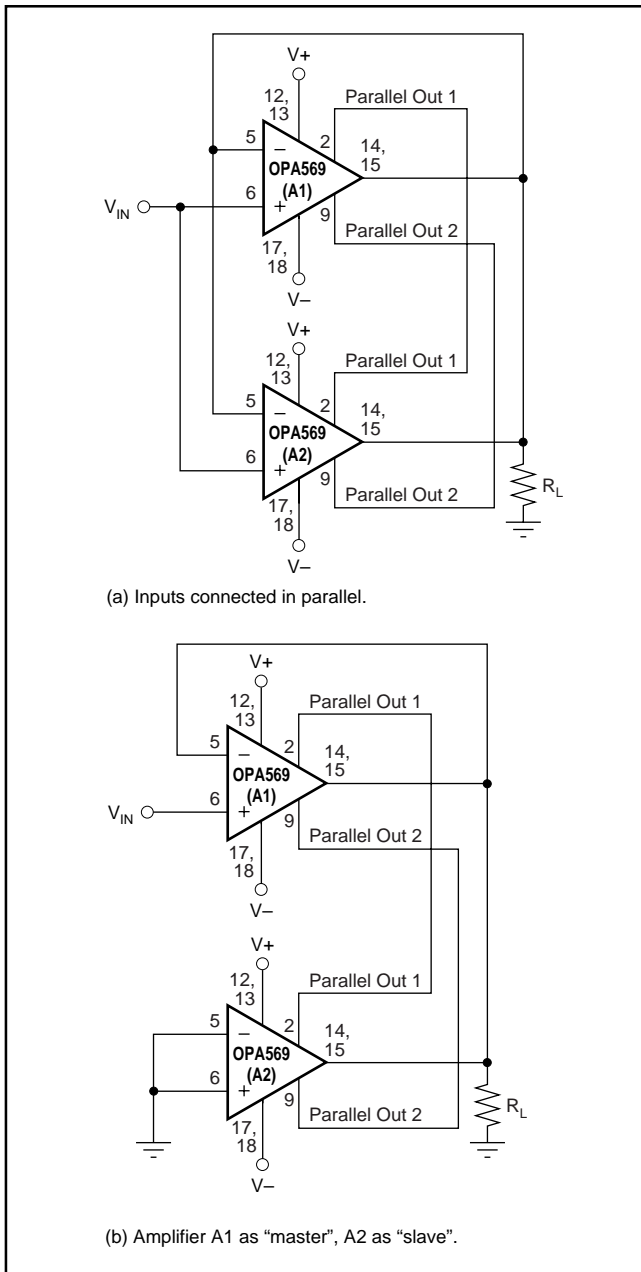 V+
12,
13
Parallel Out 1
5
−
2
14,
15
OPA569
(A1)
VIN
6
+
9
Parallel Out 2
17,
18
V–
V+
12,
13
Parallel Out 1
5
−
2
14,
15
OPA569
(A2)
6
+
9
Parallel Out 2
17,
18
RL
V–
(a) Inputs connected in parallel.
V+
12,
13
Parallel Out 1
5
−
2
14,
15
OPA569
(A1)
VIN
6
+
9
Parallel Out 2
17,
18
V–
V+
12,
13
Parallel Out 1
5
−
2
14,
15
OPA569
(A2)
6
+
9
Parallel Out 2
17,
18
RL
V–
(b) Amplifier A1 as “master”, A2 as “slave”.